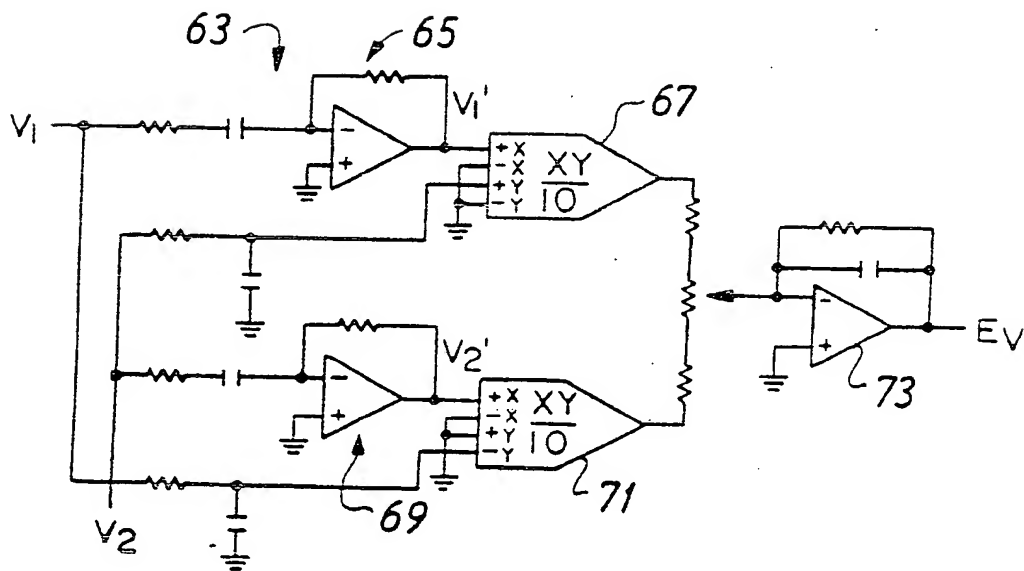 63
65
V1
V1'
67
-
+
+ X
- X
+ Y
- Y
XY
10
V2'
-
+
-
+
EV
73
+ X
- X
+ Y
- Y
XY
10
69
71
V2